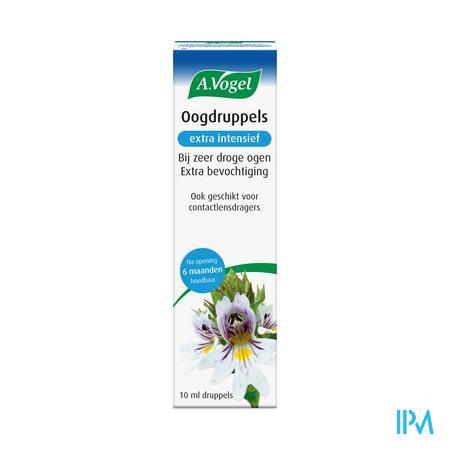 A.Vogel
Oogdruppels
extra intensief
Bij zeer droge ogen
Extra bevochtiging
Ook geschikt voor
contactlensdragers
Na opening
6 maanden
houdbaar
10 ml druppels
IPM